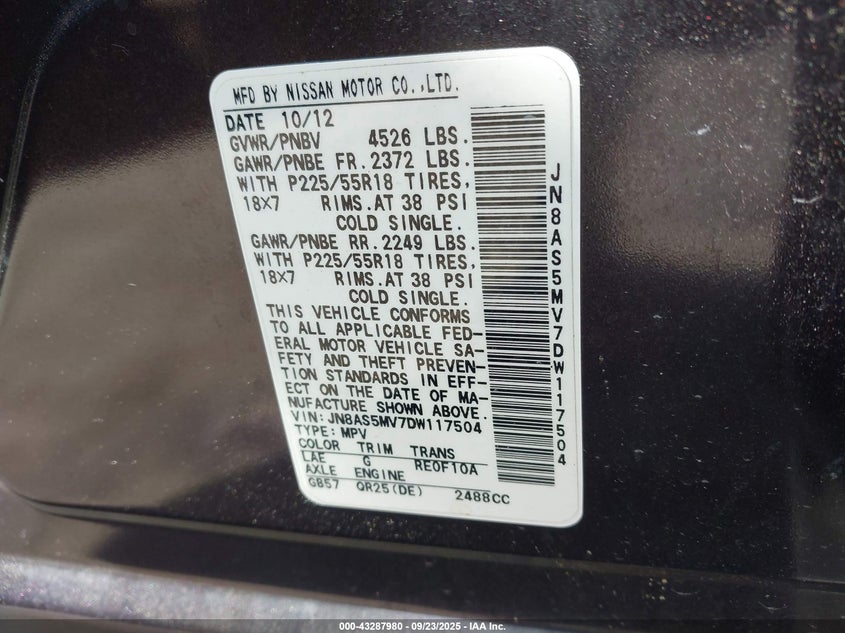 MFD BY NISSAN MOTOR CO.,LTD.
DATE 10/12
GVWR/PNBV 4526 LBS.
GAWR/PNBE FR. 2372 LBS.
WITH P225/55R18 TIRES,
18X7 RIMS.AT 38 PSI
COLD SINGLE.
GAWR/PNBE RR. 2249 LBS.
WITH P225/55R18 TIRES,
18X7 RIMS.AT 38 PSI
COLD SINGLE.
THIS VEHICLE CONFORMS
TO ALL APPLICABLE FED-
ERAL MOTOR VEHICLE SA-
FETY AND THEFT PREVEN-
TION STANDARDS IN EFF-
ECT ON THE DATE OF MA-
NUFACTURE SHOWN ABOVE.
VIN: JN8AS5MV7DW117504
TYPE: MPV
COLOR TRIM TRANS
LAE G RE0F10A
AXLE ENGINE
GB57 QR25(DE) 2488CC
JN8AS5MV7DW117504
000-43287980 - 09/23/2025 - IAA Inc.